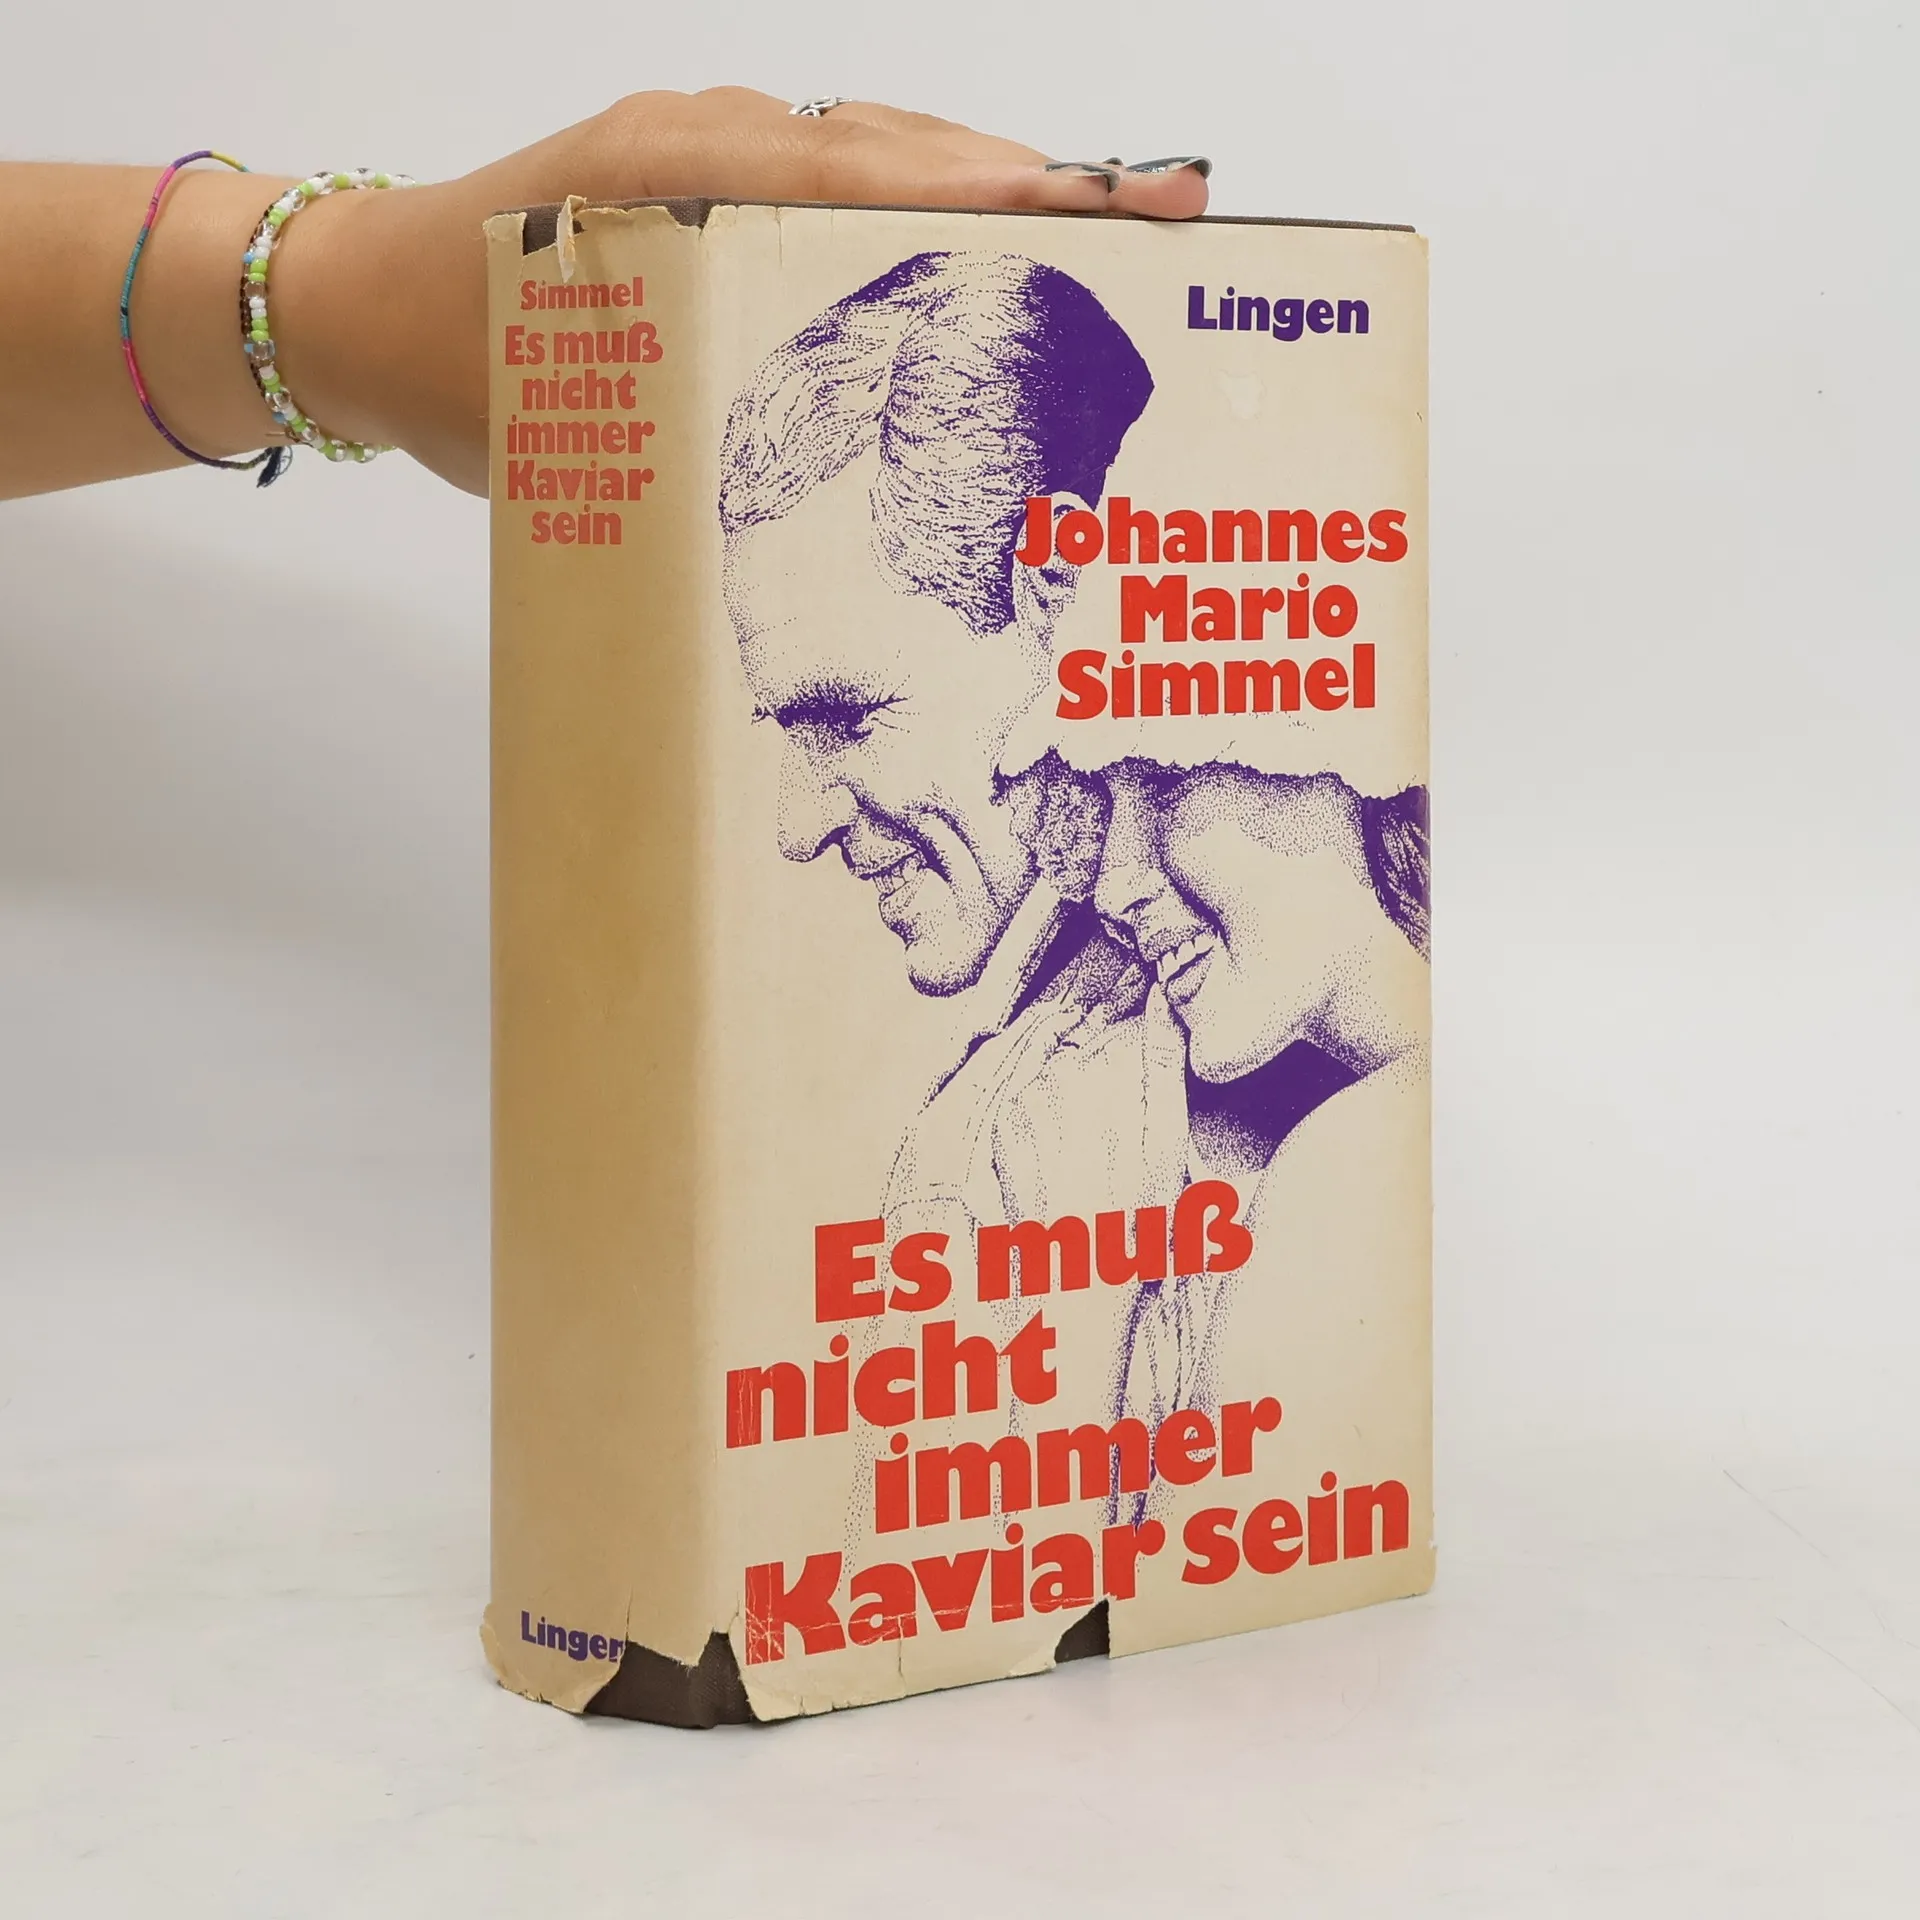 Simmel
Es muß
nicht
immer
Kaviar
sein
Lingen
Lingen
Johannes
Mario
Simmel
Es muß
nicht
immer
Kaviar sein